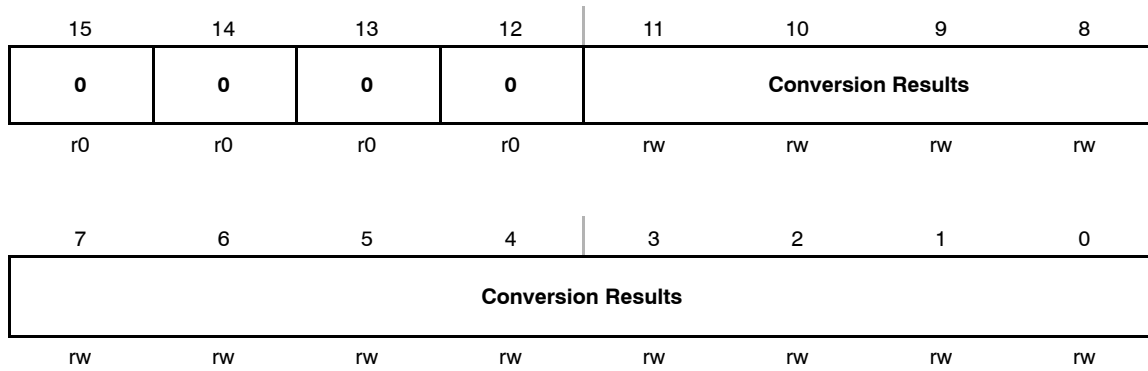 15 14 13 12 11 10 9 8
0 0 0 0 Conversion Results
r0 r0 r0 r0 rw rw rw rw
7 6 5 4 3 2 1 0
Conversion Results
rw rw rw rw rw rw rw rw